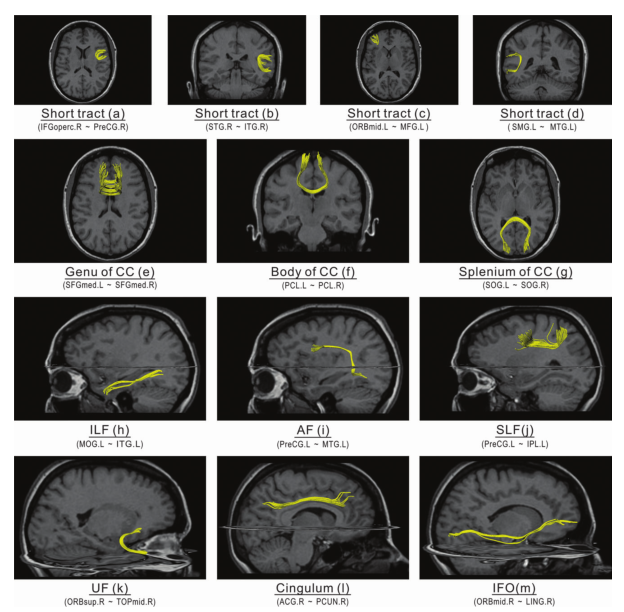 Short tract (a)
(IFGoperc.R ~ PreCG.R)
Short tract (b)
(STG.R ~ ITG.R)
Short tract (c)
(ORBmid.L ~ MFG.L)
Short tract (d)
(SMG.L ~ MTG.L)
Genu of CC (e)
(SFGmed.L ~ SFGmed.R)
Body of CC (f)
(PCL.L ~ PCL.R)
Splenium of CC (g)
(SOG.L ~ SOG.R)
ILF (h)
(MOG.L ~ ITG.L)
AF (i)
(PreCG.L ~ MTG.L)
SLF(j)
(PreCG.L ~ IPL.L)
UF (k)
(ORBsup.R ~ TOPmid.R)
Cingulum (l)
(ACG.R ~ PCUN.R)
IFO(m)
(ORBmid.R ~ LING.R)